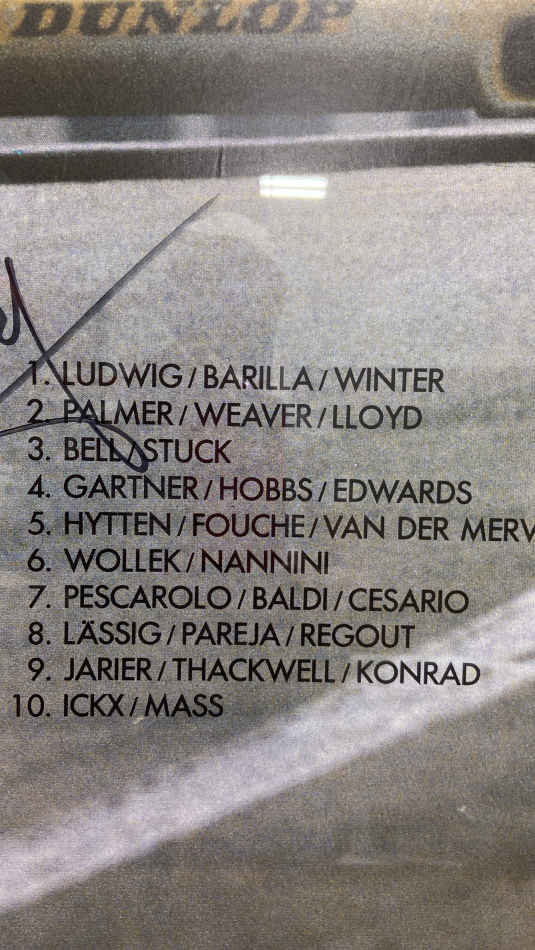 DUNLOP
1. LUDWIG / BARILLA / WINTER
2. PALMER / WEAVER / LLOYD
3. BELL / STUCK
4. GARTNER / HOBBS / EDWARDS
5. HYTTEN / FOUCHE / VAN DER MERV
6. WOLLEK / NANNINI
7. PESCAROLO / BALDI / CESARIO
8. LÄSSIG / PAREJA / REGOUT
9. JARIER / THACKWELL / KONRAD
10. ICKX / MASS